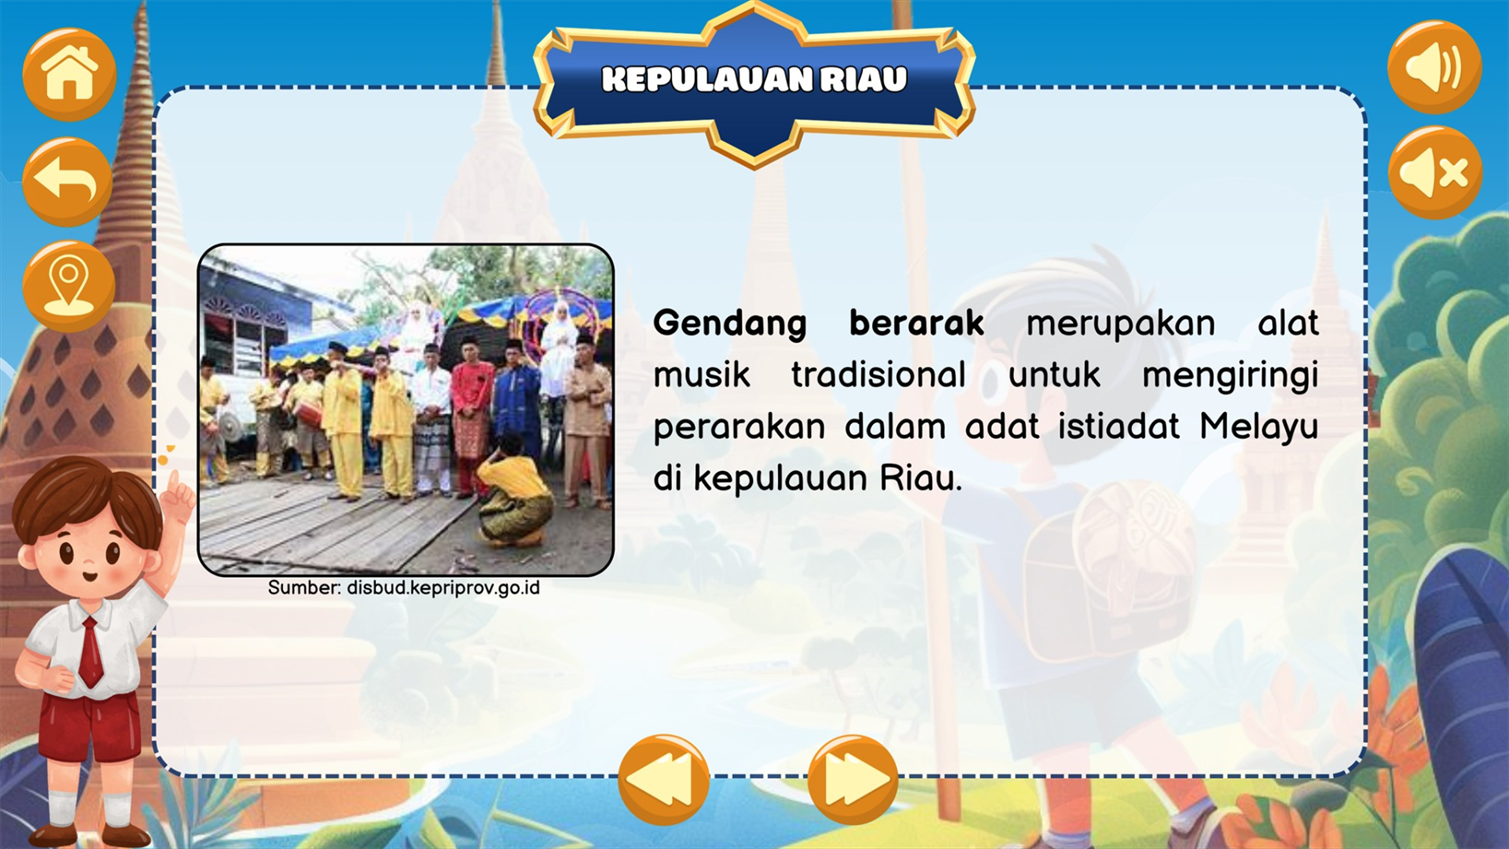 KEPULAUAN RIAU
Gendang berarak merupakan alat
musik tradisional untuk mengiringi
perarakan dalam adat istiadat Melayu
di kepulauan Riau.
Sumber: disbud.kepriprov.go.id